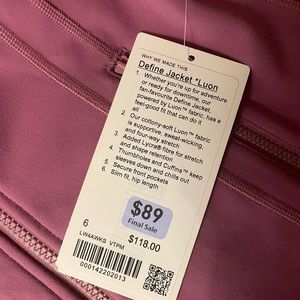 WHY WE MADE THIS
Define Jacket *Luon
1. Whether you're up for adventure
or ready for downtime, our
fan-favourite Define Jacket,
powered by Luon™ fabric, has a
feel-good fit that can do it
all
2. Our cottony-soft Luon™ fabric
is supportive, sweat-wicking,
and four-way stretch
3. Added Lycra® fibre for stretch
and shape retention
4. Thumbholes and Cuffins™ keep
sleeves down and chills out
5. Secure front pockets
6. Slim fit, hip length
$89
Final Sale
6
$118.00
VTPM
000142202013